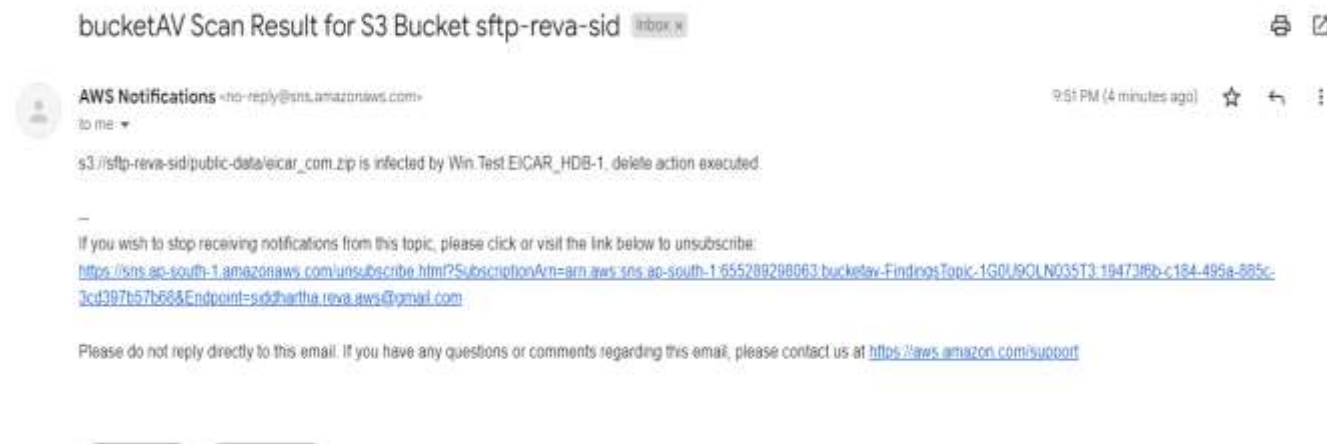 bucketAV Scan Result for S3 Bucket sftp-reva-sid Inbox ×
AWS Notifications <no-reply@sns.amazonaws.com>
9:51 PM (4 minutes ago)
to me
s3://sftp-reva-sid/public-data/eicar_com.zip is infected by Win.Test.EICAR_HDB-1, delete action executed.
--
If you wish to stop receiving notifications from this topic, please click or visit the link below to unsubscribe:
https://sns.ap-south-1.amazonaws.com/unsubscribe.html?SubscriptionArn=arn:aws:sns:ap-south-1:655289298063:bucketav-FindingsTopic-1G0U9OLN035T3:19473f6b-c184-495a-885c-
3cd397b57b68&Endpoint=siddhartha.reva.aws@gmail.com
Please do not reply directly to this email. If you have any questions or comments regarding this email, please contact us at https://aws.amazon.com/support